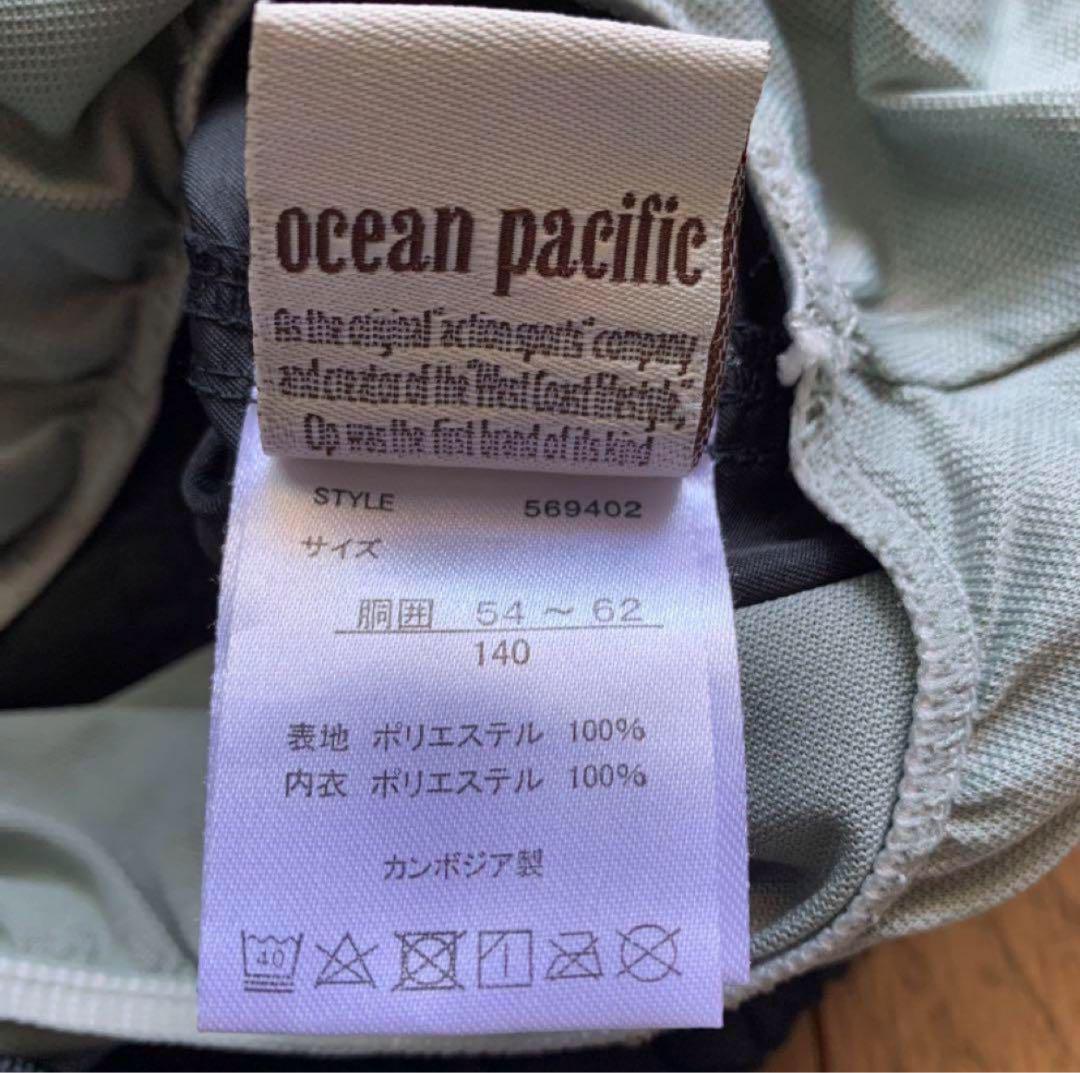 ocean pacific
As the original "action sports" company
and creator of the "West Coast lifestyle,"
Op was the first brand of its kind
STYLE 569402
サイズ
胴囲 54 ~ 62
140
表地 ポリエステル 100%
内衣 ポリエステル 100%
カンボジア製
40